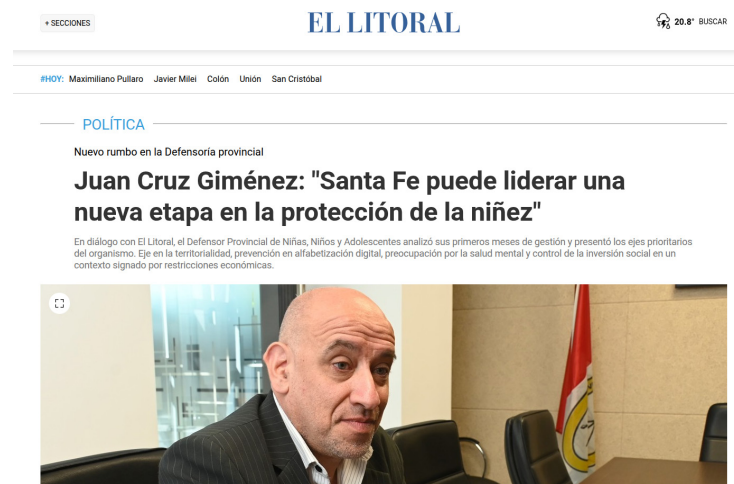 + SECCIONES
EL LITORAL
20.8° BUSCAR
#HOY: Maximiliano Pullaro Javier Milei Colón Unión San Cristóbal
POLÍTICA
Nuevo rumbo en la Defensoría provincial
Juan Cruz Giménez: "Santa Fe puede liderar una
nueva etapa en la protección de la niñez"
En diálogo con El Litoral, el Defensor Provincial de Niñas, Niños y Adolescentes analizó sus primeros meses de gestión y presentó los ejes prioritarios
del organismo. Eje en la territorialidad, prevención en alfabetización digital, preocupación por la salud mental y control de la inversión social en un
contexto signado por restricciones económicas.